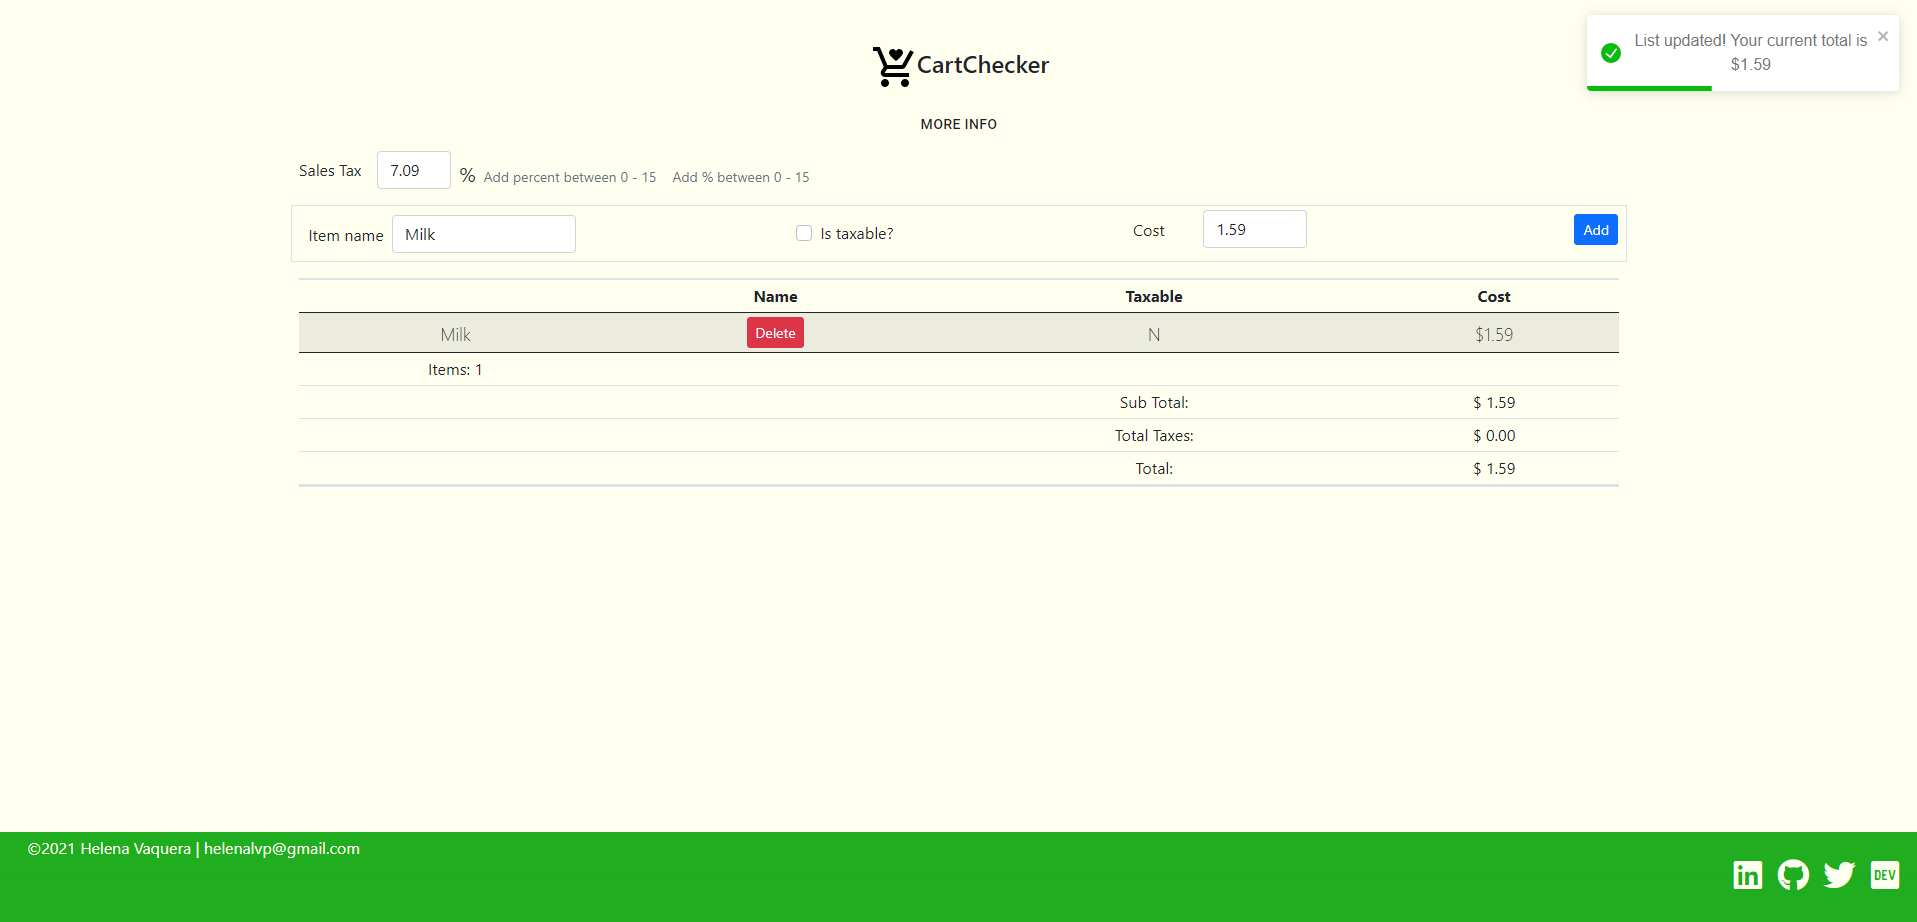 CartChecker
List updated! Your current total is
$1.59
MORE INFO
Sales Tax 7.09 % Add percent between 0 - 15 Add % between 0 - 15
Item name Milk Is taxable? Cost 1.59 Add
Name Taxable Cost
Milk Delete N $1.59
Items: 1
Sub Total: $ 1.59
Total Taxes: $ 0.00
Total: $ 1.59
©2021 Helena Vaquera | helenalvp@gmail.com
in DEV